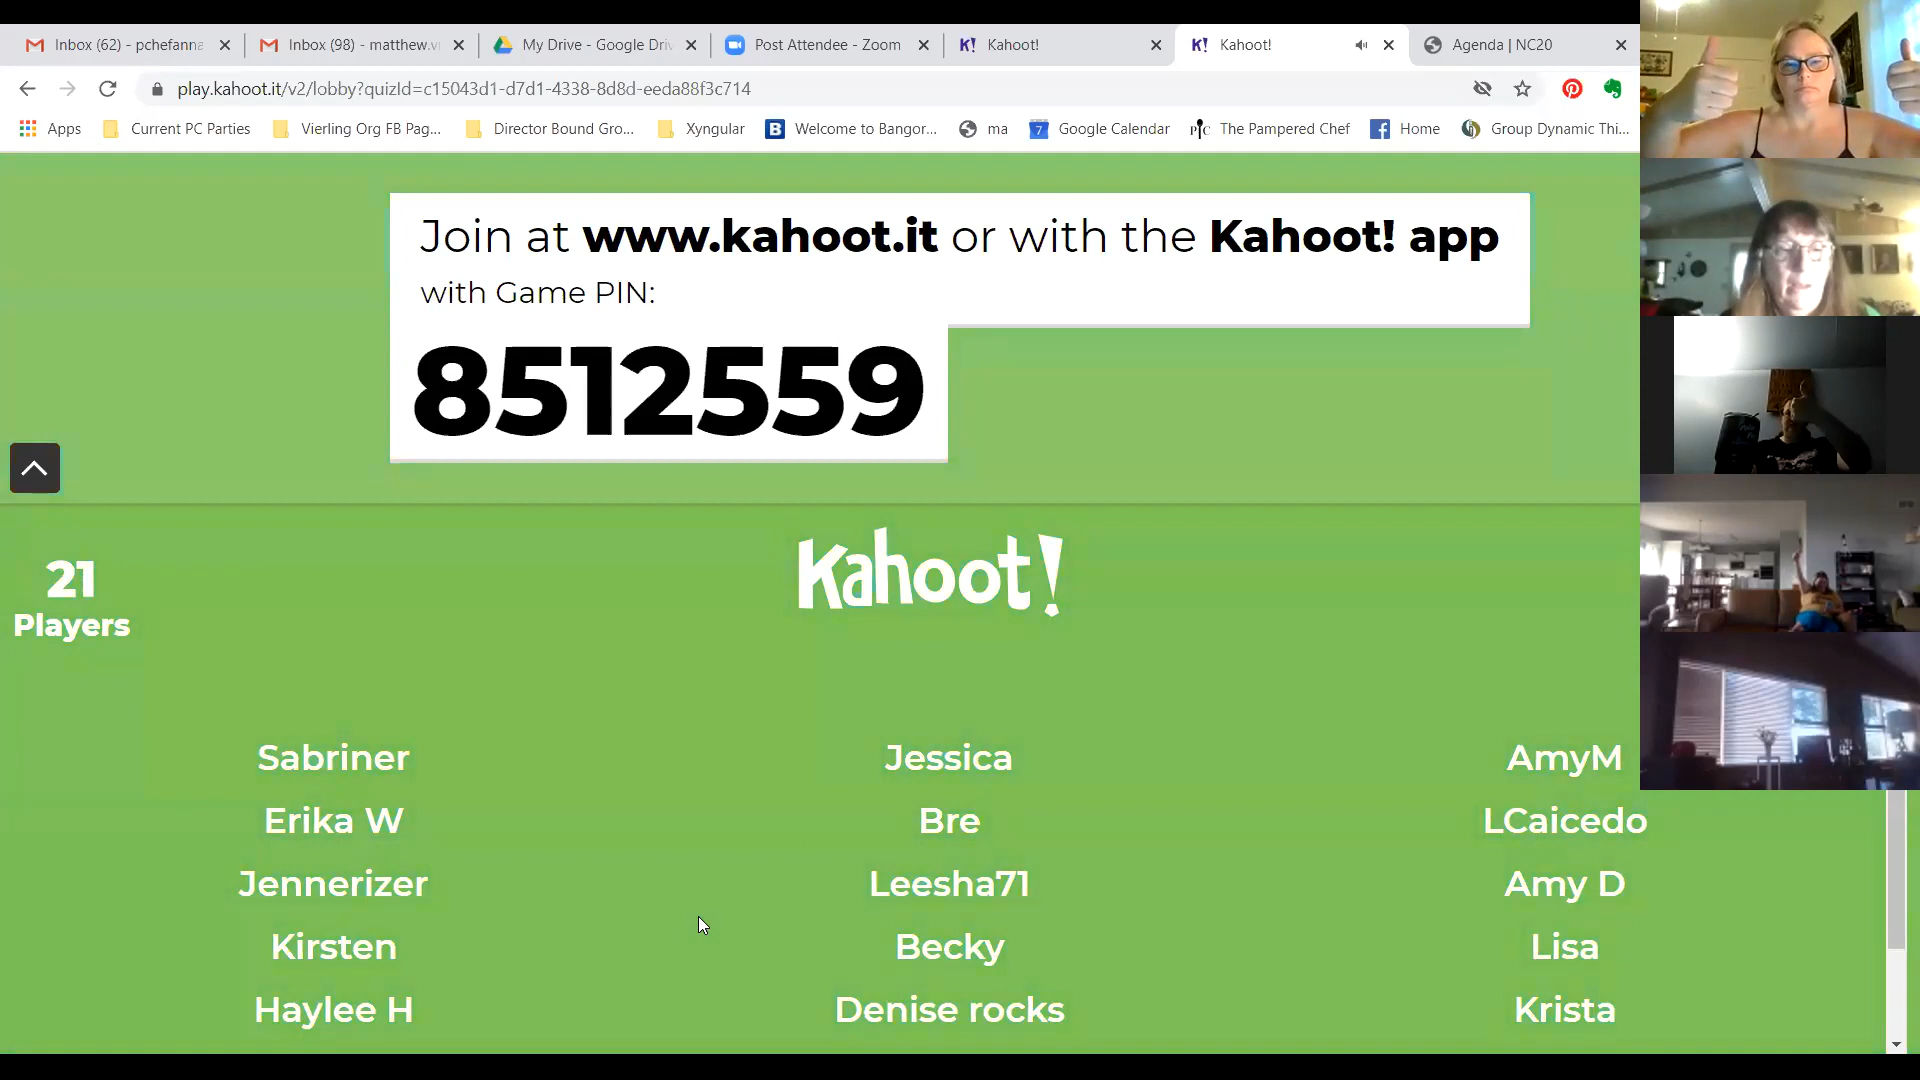 Inbox (62) - pchefanna
Inbox (98) - matthew.v
My Drive - Google Driv
Post Attendee - Zoom
Kahoot!
Kahoot!
Agenda | NC20
play.kahoot.it/v2/lobby?quizId=c15043d1-d7d1-4338-8d8d-eeda88f3c714
Apps
Current PC Parties
Vierling Org FB Pag...
Director Bound Gro...
Xyngular
B Welcome to Bangor...
ma
7 Google Calendar
The Pampered Chef
Home
Group Dynamic Thi...
Join at www.kahoot.it or with the Kahoot! app
with Game PIN:
8512559
21
Players
Kahoot!
Sabriner Jessica AmyM
Erika W Bre LCaicedo
Jennerizer Leesha71 Amy D
Kirsten Becky Lisa
Haylee H Denise rocks Krista